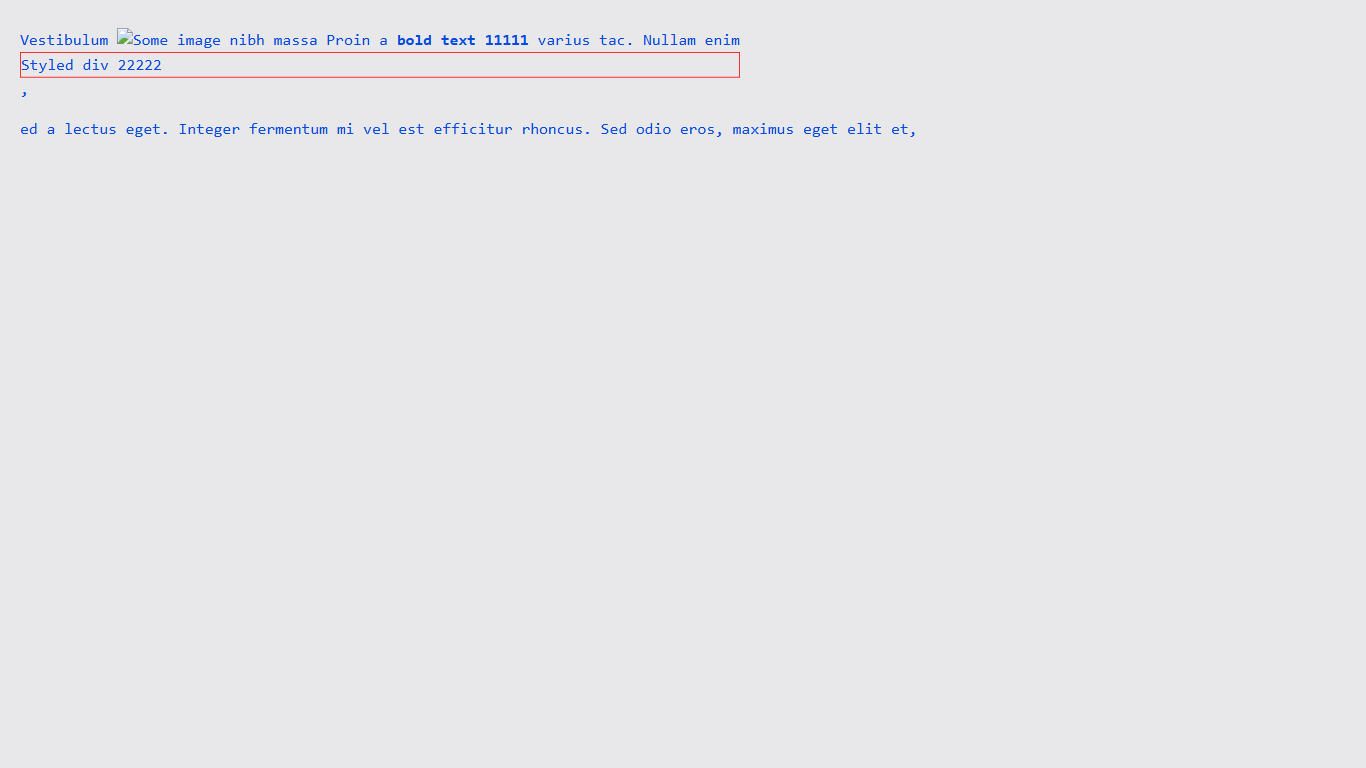 Vestibulum Some image nibh massa Proin a bold text 11111 varius tac. Nullam enim
Styled div 22222
,
ed a lectus eget. Integer fermentum mi vel est efficitur rhoncus. Sed odio eros, maximus eget elit et,